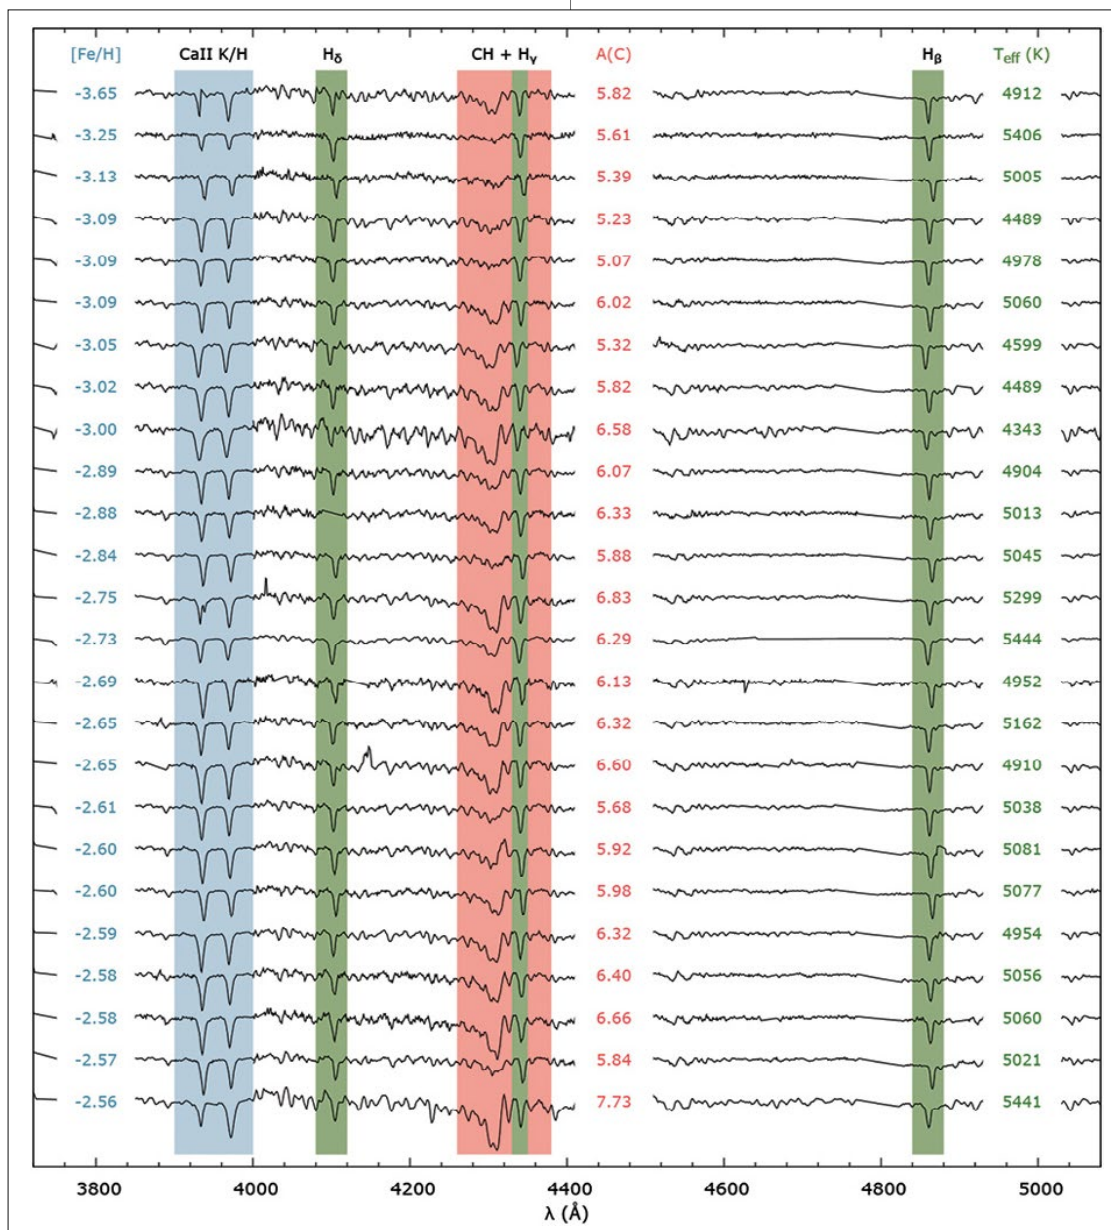 [Fe/H] CaII K/H Hδ CH + Hγ A(C) Hβ Teff (K)
-3.65 5.82 4912
-3.25 5.61 5406
-3.13 5.39 5005
-3.09 5.23 4489
-3.09 5.07 4978
-3.09 6.02 5060
-3.05 5.32 4599
-3.02 5.82 4489
-3.00 6.58 4343
-2.89 6.07 4904
-2.88 6.33 5013
-2.84 5.88 5045
-2.75 6.83 5299
-2.73 6.29 5444
-2.69 6.13 4952
-2.65 6.32 5162
-2.65 6.60 4910
-2.61 5.68 5038
-2.60 5.92 5081
-2.60 5.98 5077
-2.59 6.32 4954
-2.58 6.40 5056
-2.58 6.66 5060
-2.57 5.84 5021
-2.56 7.73 5441
3800 4000 4200 4400 4600 4800 5000
λ (Å)